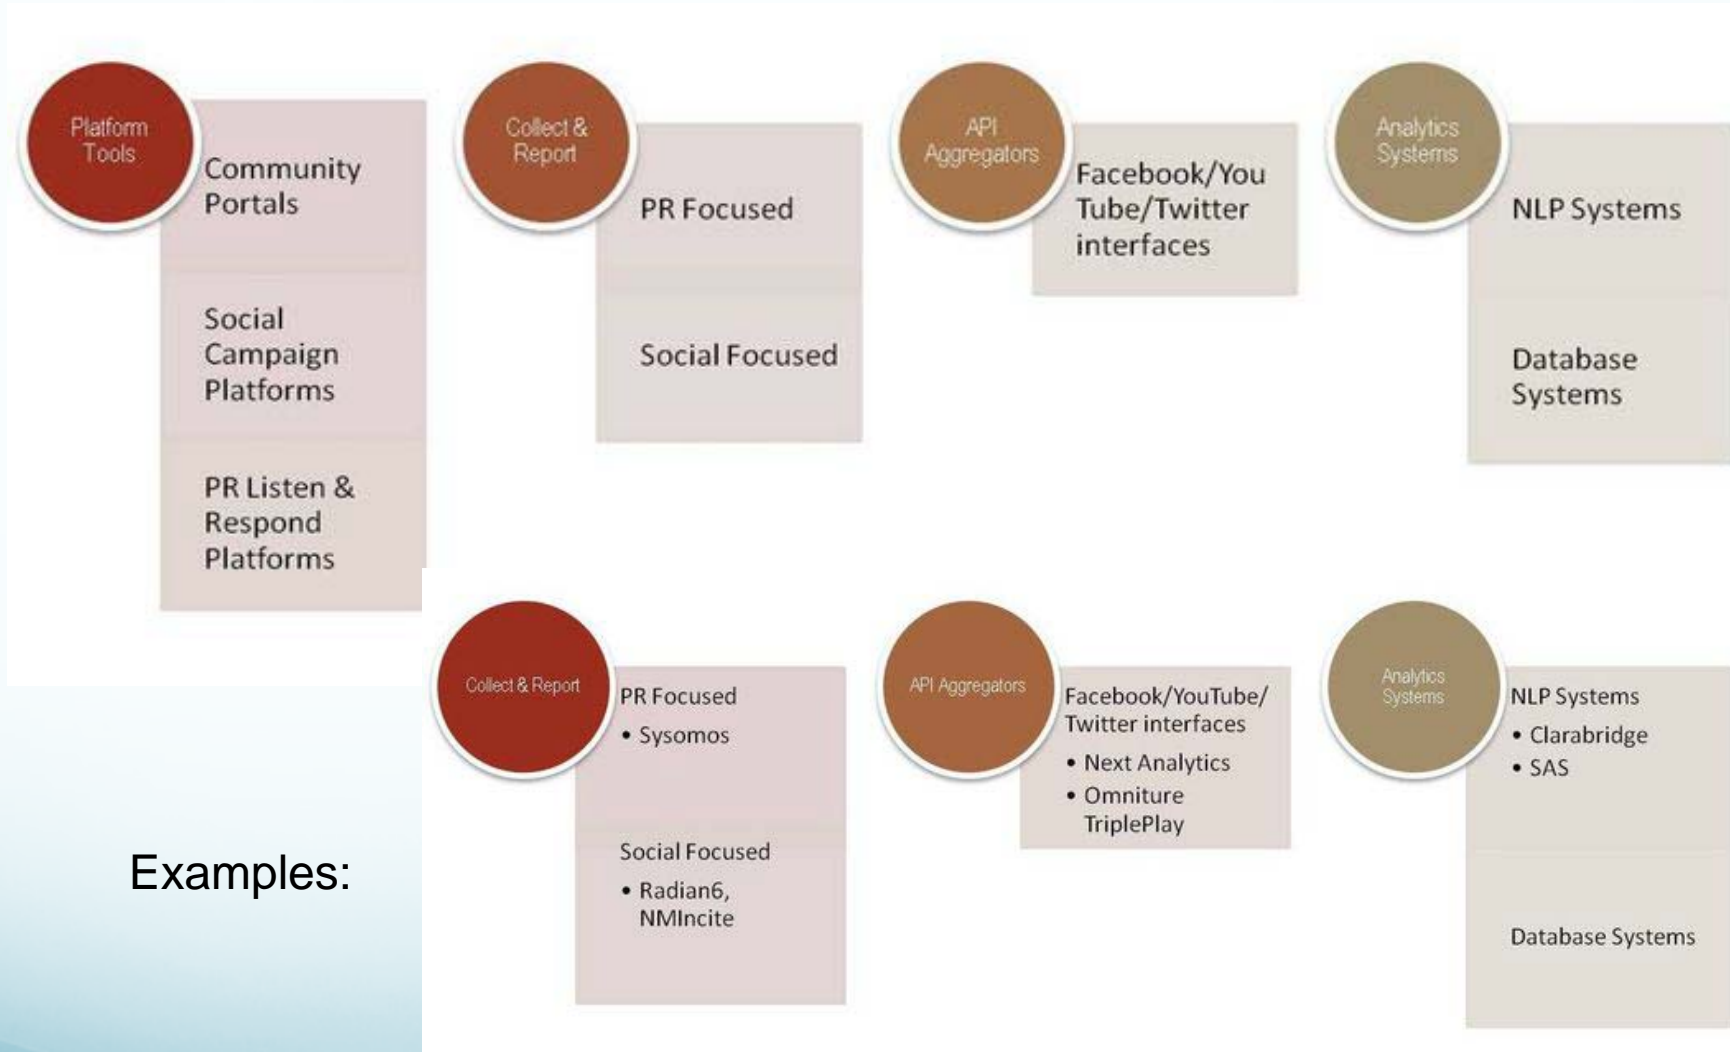 Platform
Tools
Community
Portals
Social
Campaign
Platforms
PR Listen &
Respond
Platforms
Collect &
Report
PR Focused
Social Focused
API
Aggregators
Facebook/You
Tube/Twitter
interfaces
Analytics
Systems
NLP Systems
Database
Systems
Examples:
Collect & Report
PR Focused
• Sysomos
Social Focused
• Radian6,
NMIncite
API Aggregators
Facebook/YouTube/
Twitter interfaces
• Next Analytics
• Omniture
TriplePlay
Analytics
Systems
NLP Systems
• Clarabridge
• SAS
Database Systems